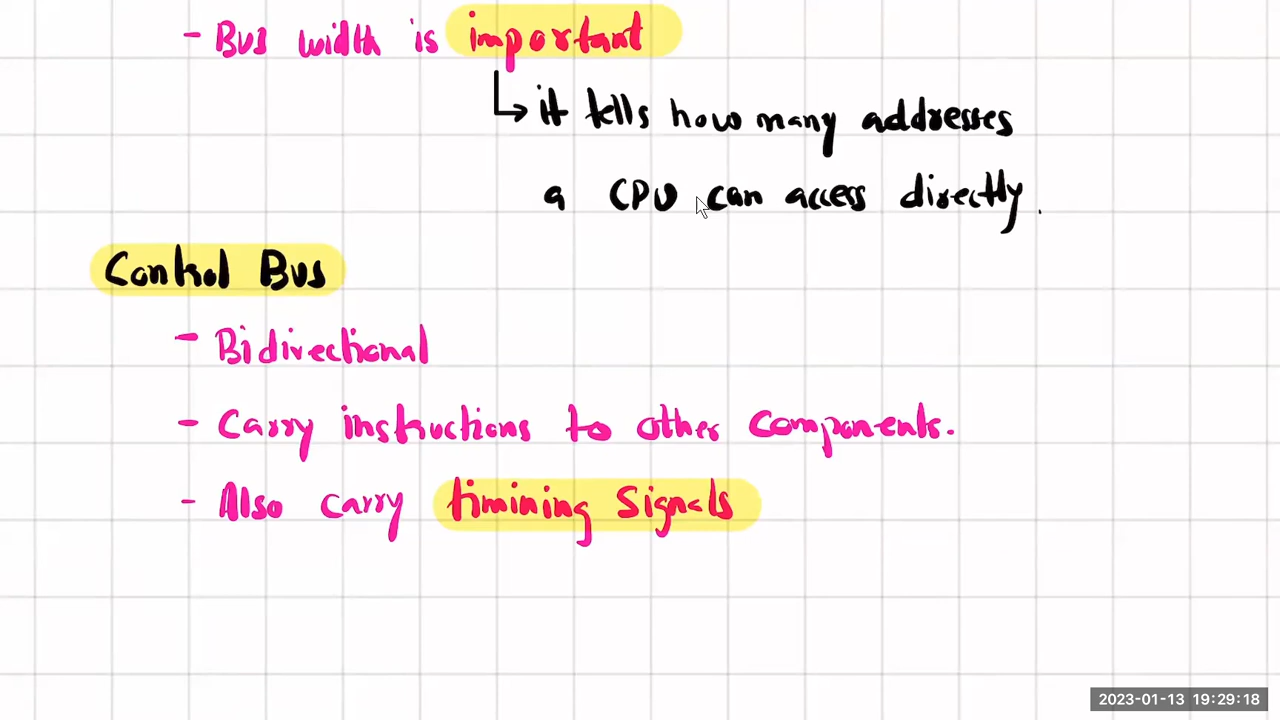 - Bus width is important
↳ it tells how many addresses
a CPU can access directly.
Control Bus
- Bidirectional
- Carry instructions to other components.
- Also carry timining signals
2023-01-13 19:29:18